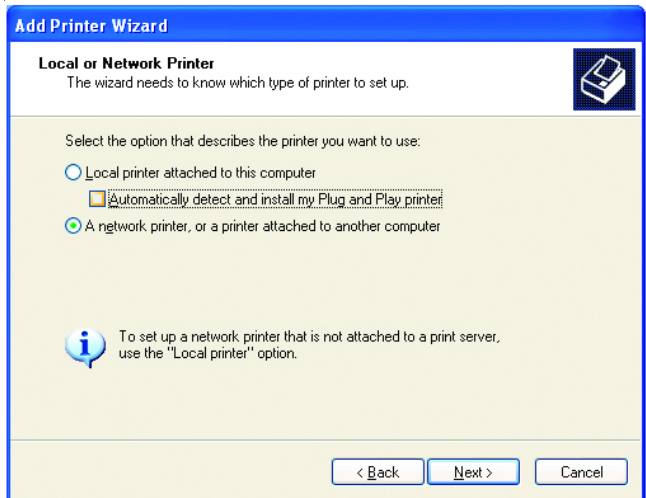 Add Printer Wizard
Local or Network Printer
The wizard needs to know which type of printer to set up.
Select the option that describes the printer you want to use:
Local printer attached to this computer
Automatically detect and install my Plug and Play printer
A network printer, or a printer attached to another computer
To set up a network printer that is not attached to a print server,
use the "Local printer" option.
< Back
Next >
Cancel